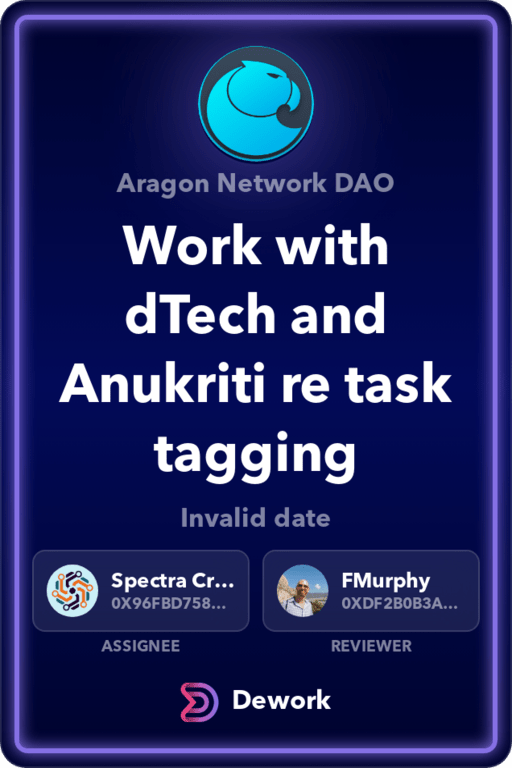 Aragon Network DAO
Work with
dTech and
Anukriti re task
tagging
Invalid date
Spectra Cr...
0X96FBD758...
ASSIGNEE
FMurphy
0XDF2B0B3A...
REVIEWER
Dework